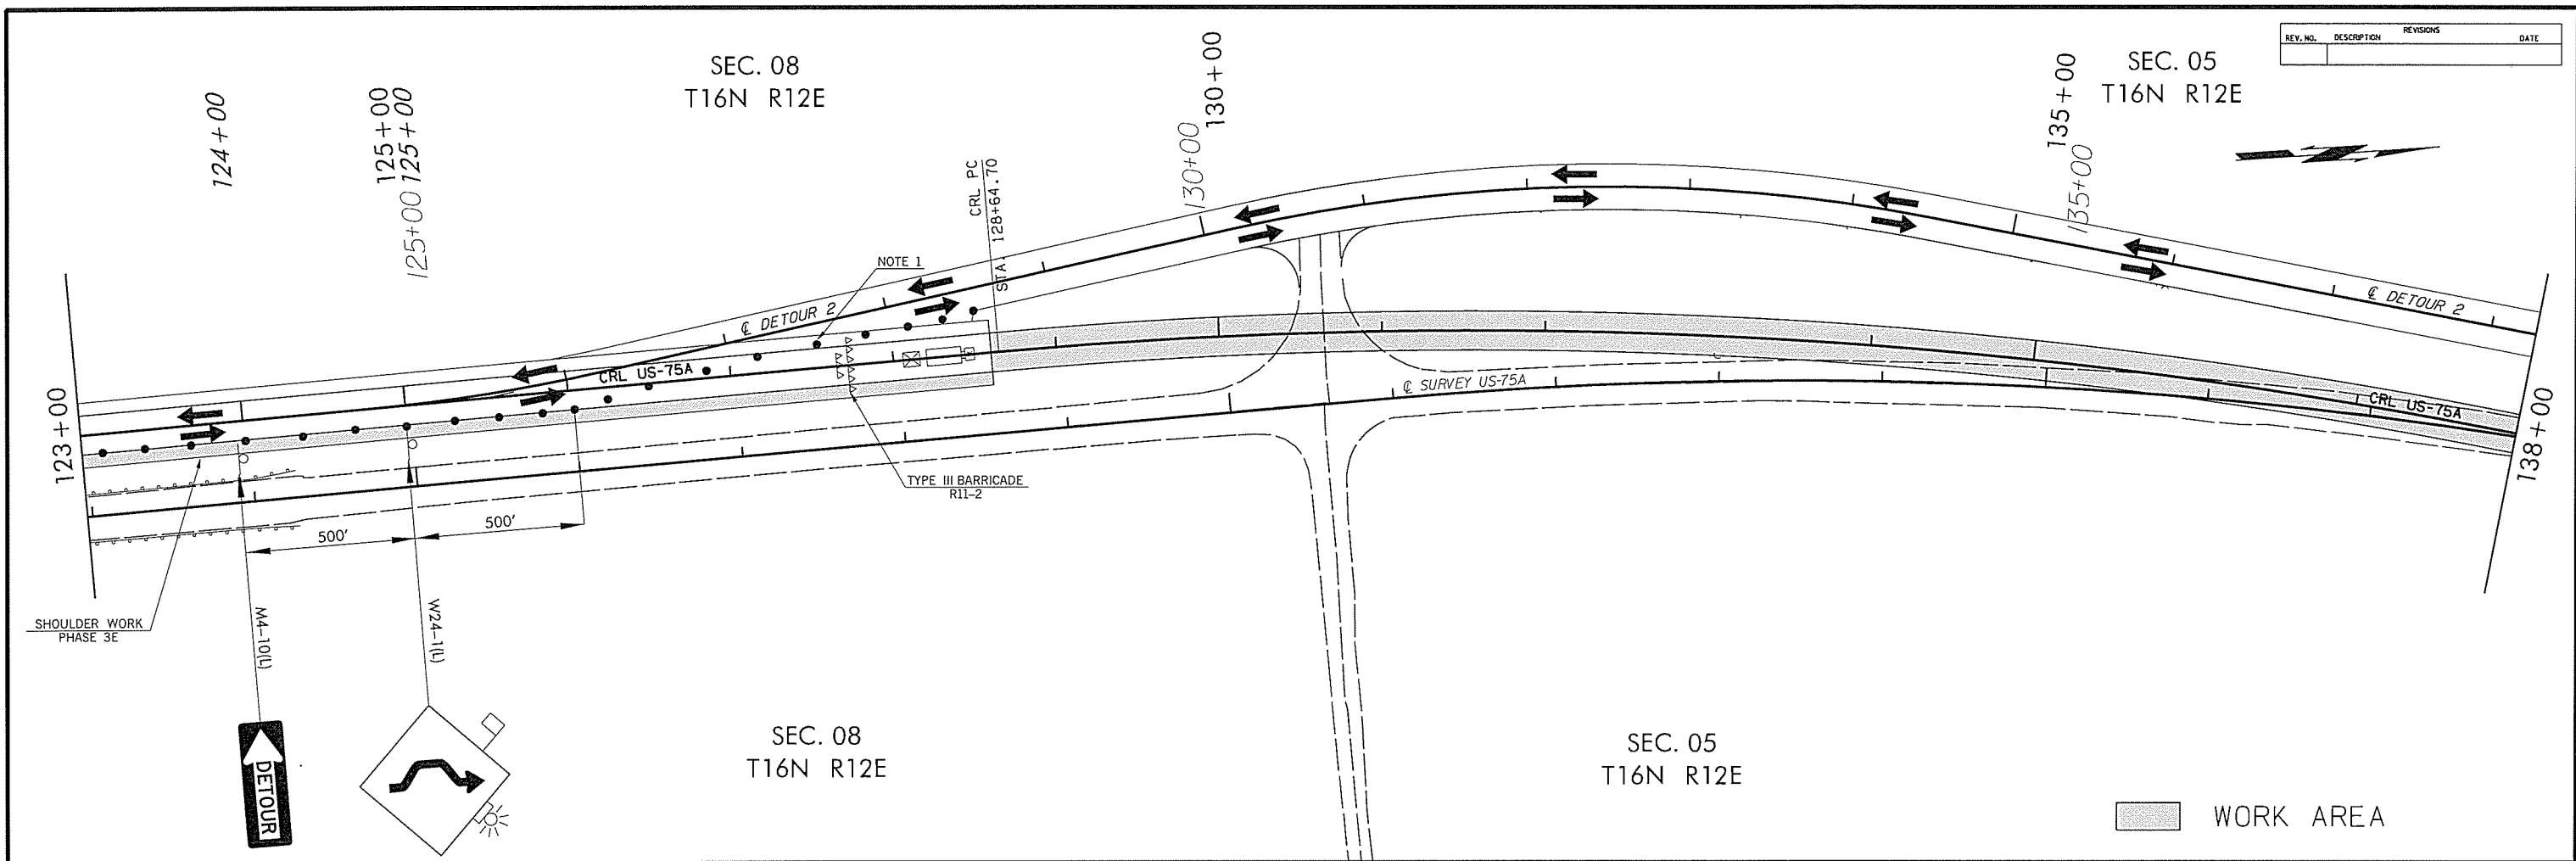 REVISIONS
REV. NO. DESCRIPTION DATE
SEC. 08
T16N R12E
SEC. 05
T16N R12E
124+00
125+00
125+00
125+00
130+00
130+00
135+00
135+00
CRL PC
STA. 128+64.70
NOTE 1
℄ DETOUR 2
℄ DETOUR 2
CRL US-75A
℄ SURVEY US-75A
CRL US-75A
123+00
138+00
TYPE III BARRICADE
R11-2
500'
500'
SHOULDER WORK
PHASE 3E
M4-10(L)
W24-1(L)
DETOUR
SEC. 08
T16N R12E
SEC. 05
T16N R12E
WORK AREA